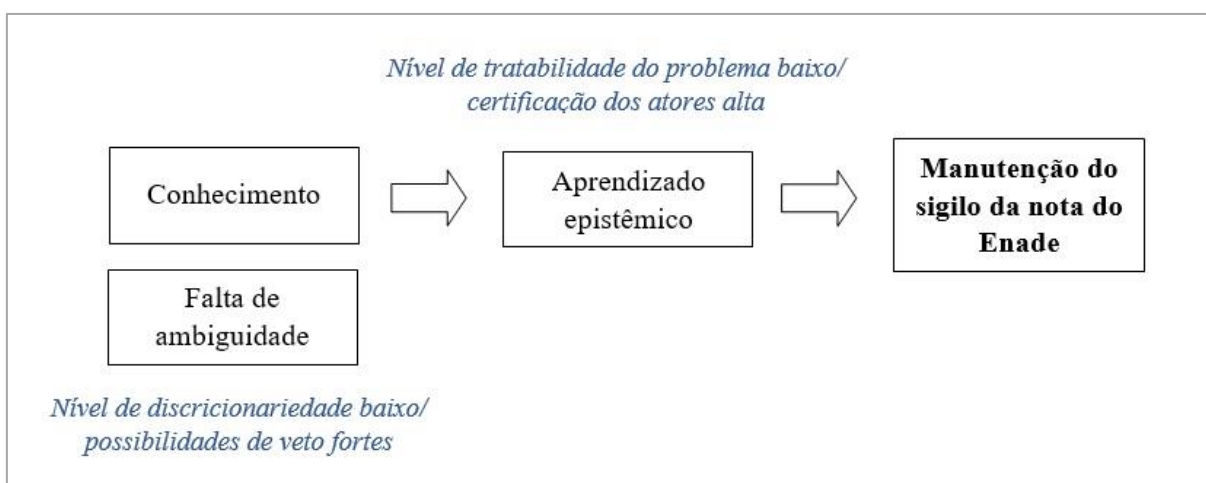 Nível de tratabilidade do problema baixo/
certificação dos atores alta
Conhecimento
Aprendizado
epistêmico
Manutenção do
sigilo da nota do
Enade
Falta de
ambiguidade
Nível de discricionariedade baixo/
possibilidades de veto fortes